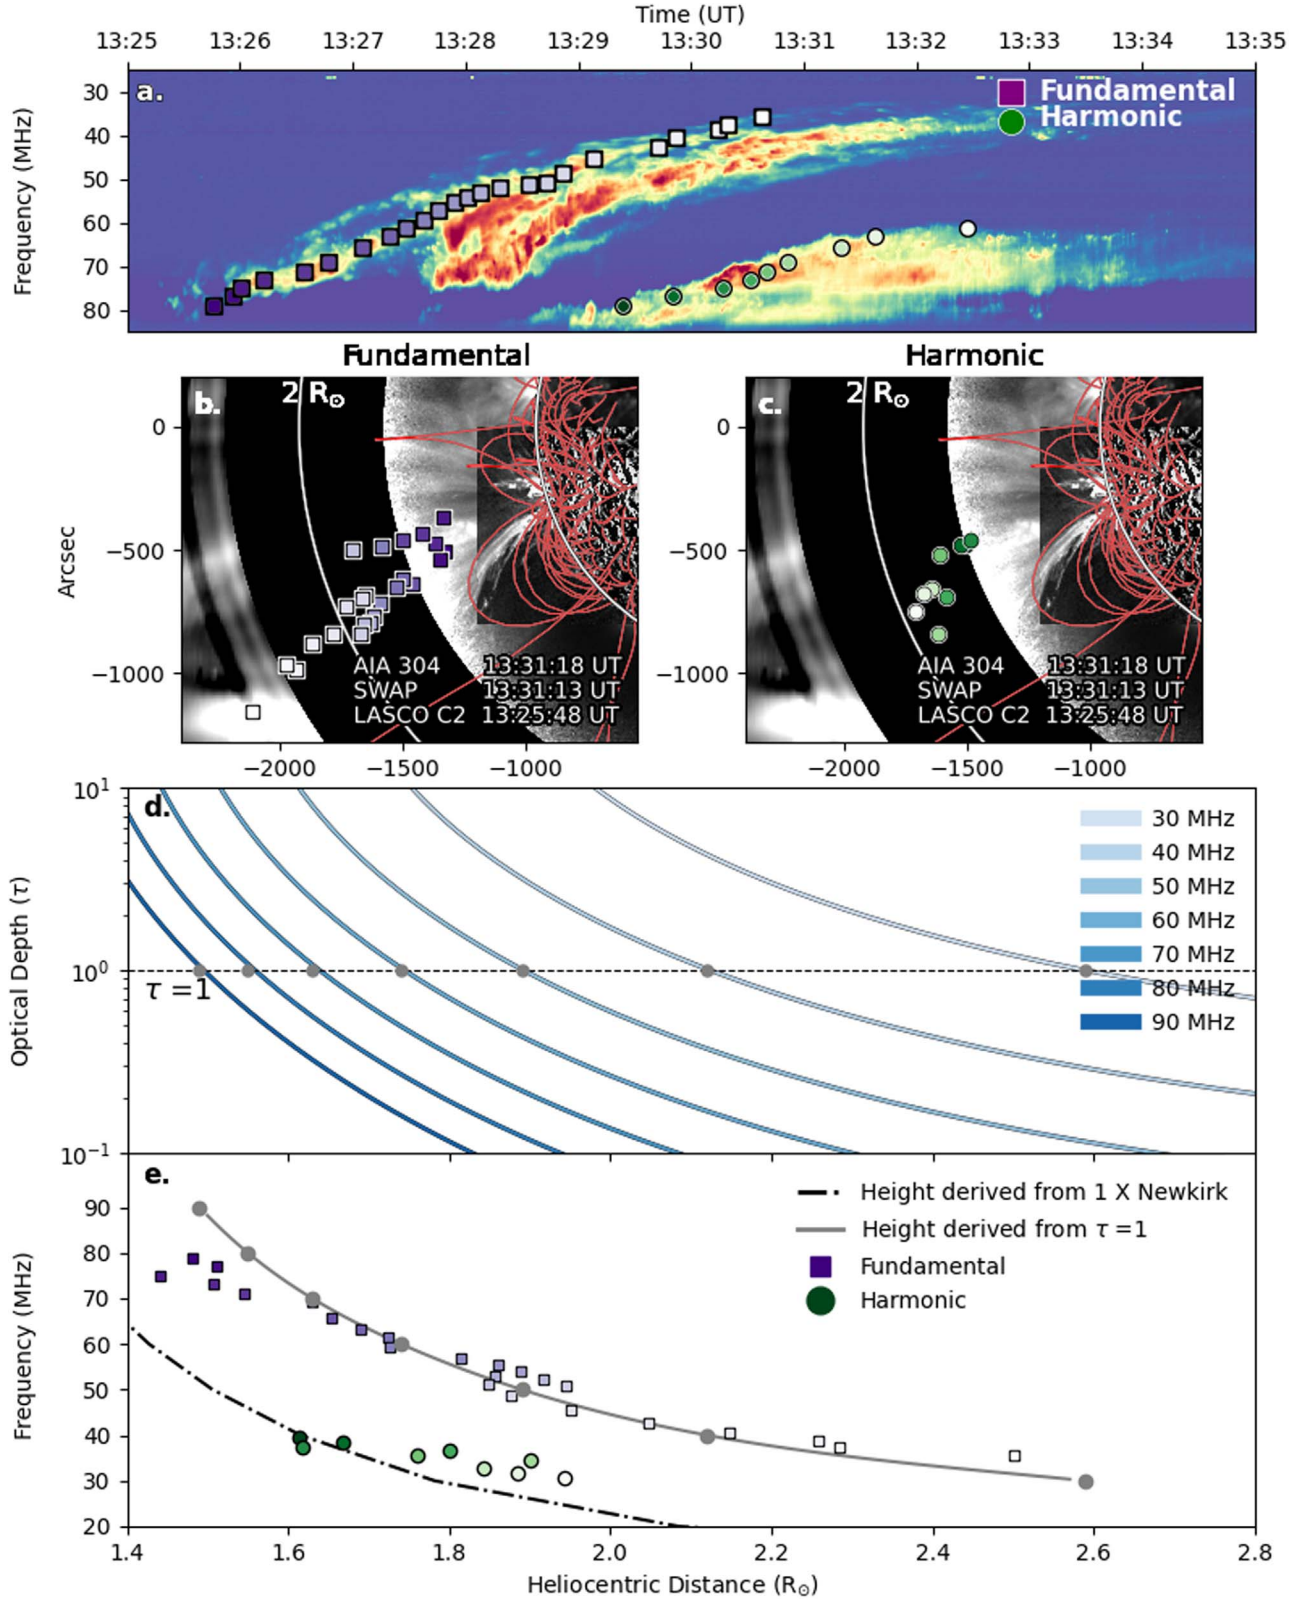 Time (UT)
13:25 13:26 13:27 13:28 13:29 13:30 13:31 13:32 13:33 13:34 13:35
a.
Fundamental
Harmonic
Frequency (MHz)
30
40
50
60
70
80
Fundamental
Harmonic
b.
2 R⊙
c.
2 R⊙
Arcsec
0
−500
−1000
0
−500
−1000
AIA 304 13:31:18 UT
SWAP 13:31:13 UT
LASCO C2 13:25:48 UT
AIA 304 13:31:18 UT
SWAP 13:31:13 UT
LASCO C2 13:25:48 UT
−2000 −1500 −1000
−2000 −1500 −1000
d.
Optical Depth (τ)
10¹
10⁰
10⁻¹
τ =1
30 MHz
40 MHz
50 MHz
60 MHz
70 MHz
80 MHz
90 MHz
e.
Frequency (MHz)
90
80
70
60
50
40
30
20
Height derived from 1 X Newkirk
Height derived from τ =1
Fundamental
Harmonic
1.4 1.6 1.8 2.0 2.2 2.4 2.6 2.8
Heliocentric Distance (R⊙)